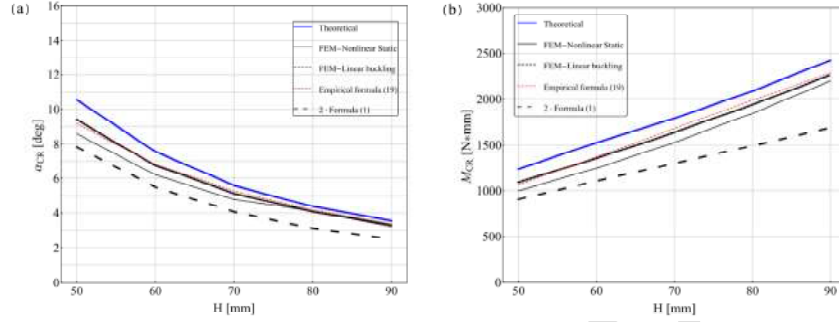 (a)
16
14
12
10
8
6
4
2
0
α_CR [deg]
50 60 70 80 90
H [mm]
Theoretical
FEM-Nonlinear Static
FEM-Linear buckling
Empirical formula (19)
2 · Formula (1)
(b)
3000
2500
2000
1500
1000
500
0
M_CR [N*mm]
50 60 70 80 90
H [mm]
Theoretical
FEM-Nonlinear Static
FEM-Linear buckling
Empirical formula (19)
2 · Formula (1)